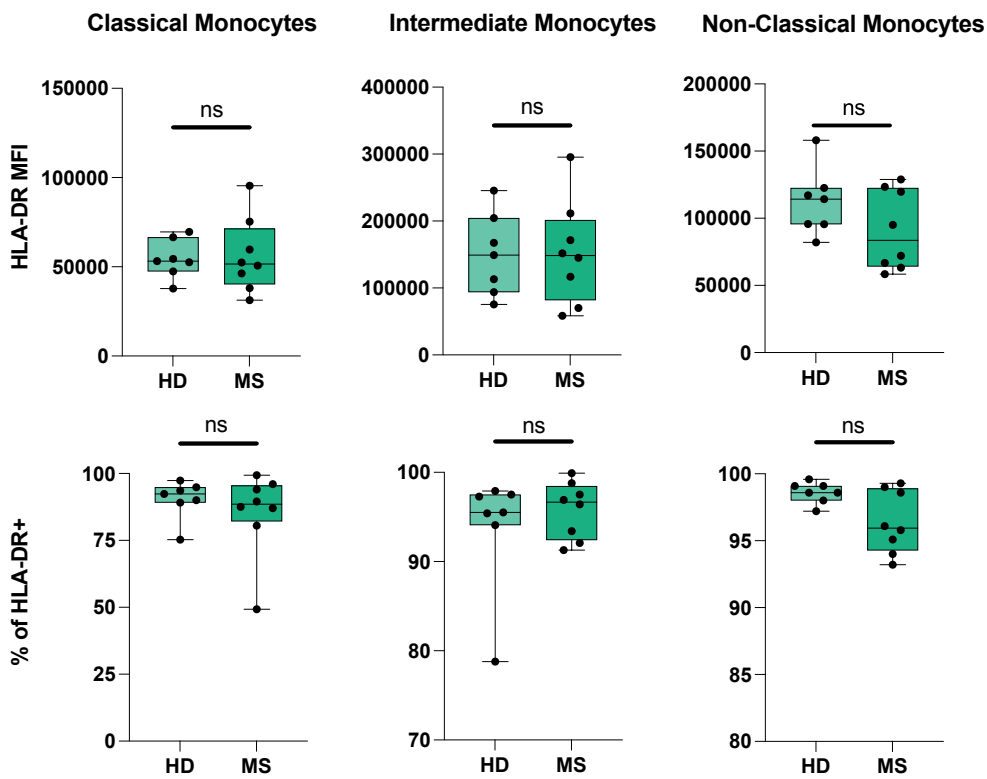 Classical Monocytes
Intermediate Monocytes
Non-Classical Monocytes
HLA-DR MFI
150000
100000
50000
0
ns
HD
MS
400000
300000
200000
100000
0
ns
HD
MS
200000
150000
100000
50000
0
ns
HD
MS
% of HLA-DR+
100
75
50
25
0
ns
HD
MS
100
90
80
70
ns
HD
MS
100
95
90
85
80
ns
HD
MS